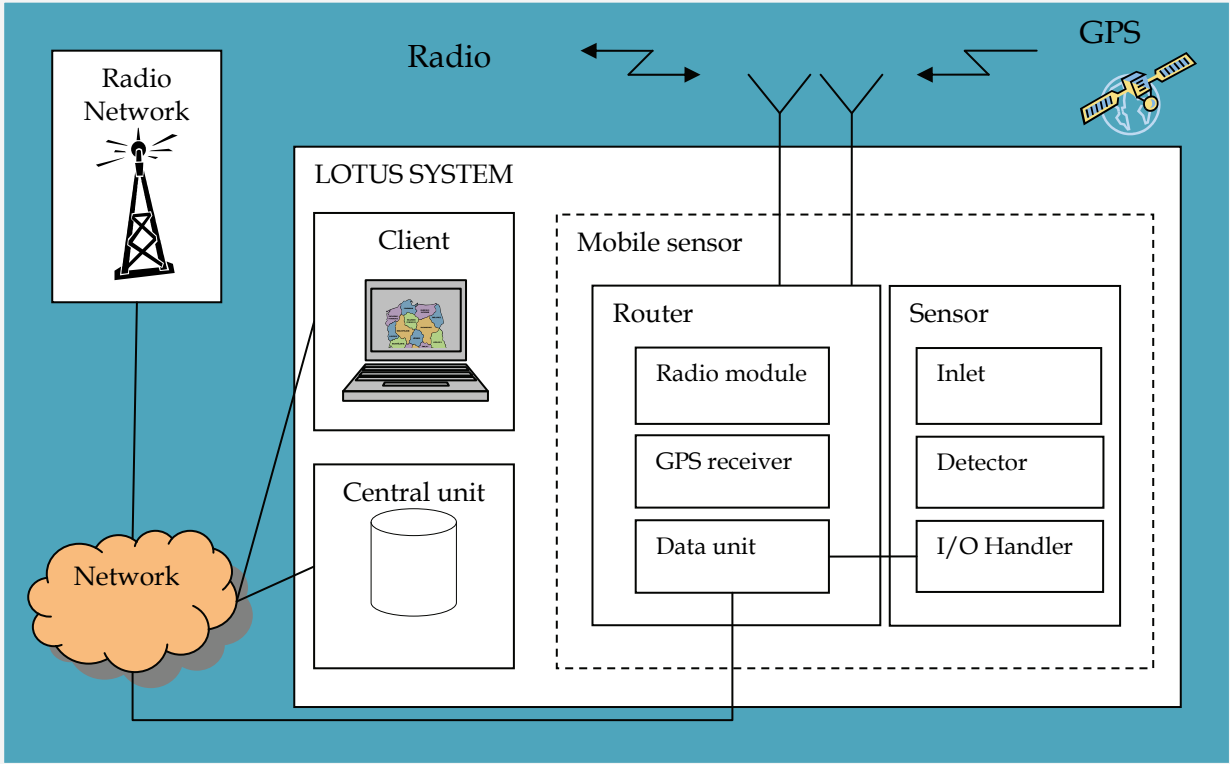 Radio
GPS
Radio
Network
LOTUS SYSTEM
Client
Mobile sensor
Router
Sensor
Radio module
Inlet
GPS receiver
Detector
Central unit
Data unit
I/O Handler
Network